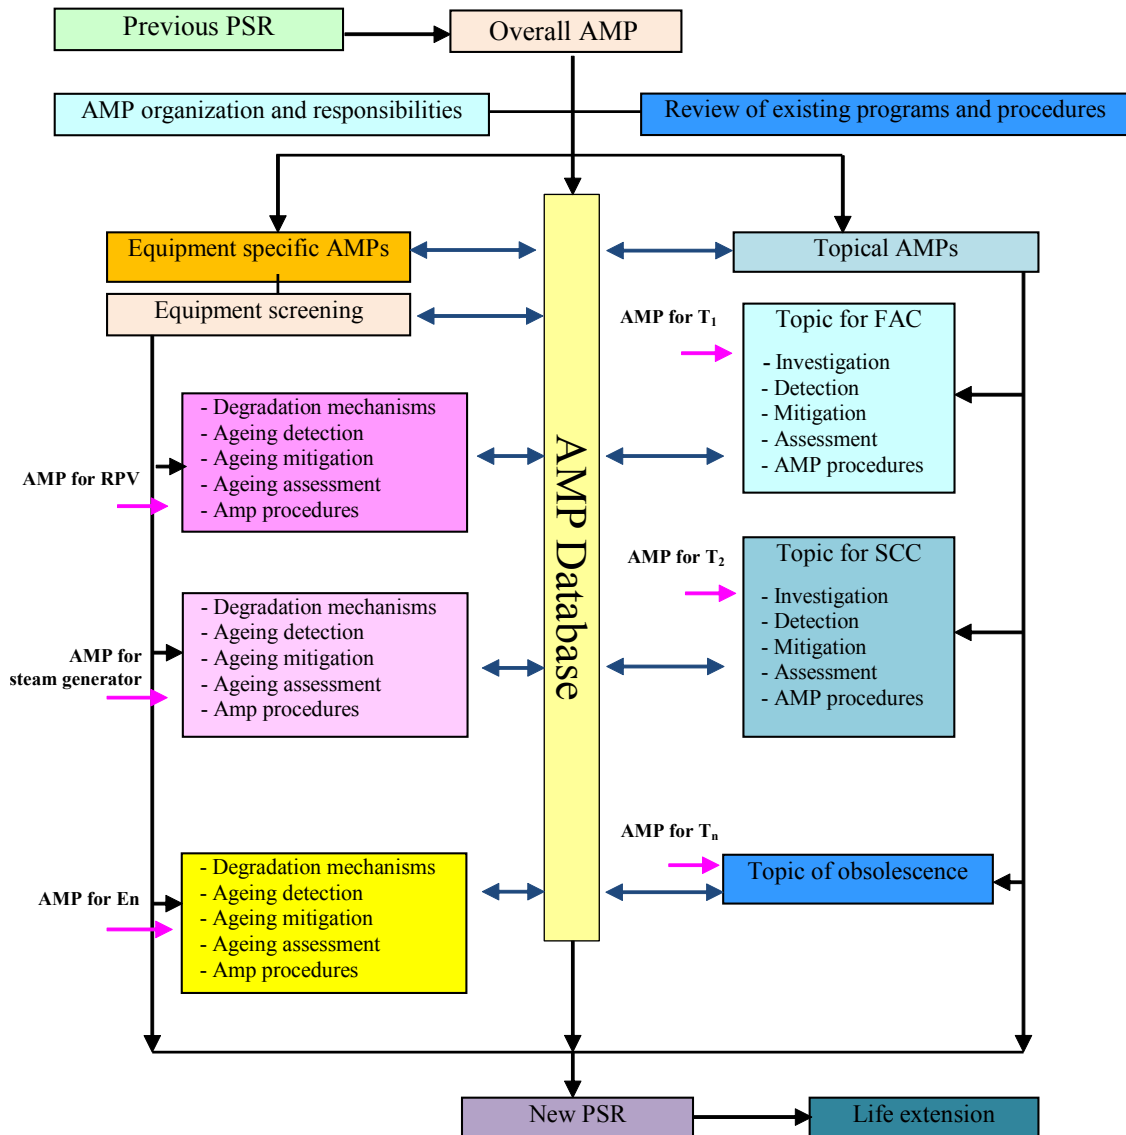 Previous PSR
Overall AMP
AMP organization and responsibilities
Review of existing programs and procedures
Equipment specific AMPs
Equipment screening
AMP for RPV
- Degradation mechanisms
- Ageing detection
- Ageing mitigation
- Ageing assessment
- Amp procedures
AMP for
steam generator
- Degradation mechanisms
- Ageing detection
- Ageing mitigation
- Ageing assessment
- Amp procedures
AMP for En
- Degradation mechanisms
- Ageing detection
- Ageing mitigation
- Ageing assessment
- Amp procedures
AMP Database
Topical AMPs
AMP for T₁
Topic for FAC
- Investigation
- Detection
- Mitigation
- Assessment
- AMP procedures
AMP for T₂
Topic for SCC
- Investigation
- Detection
- Mitigation
- Assessment
- AMP procedures
AMP for Tₙ
Topic of obsolescence
New PSR
Life extension